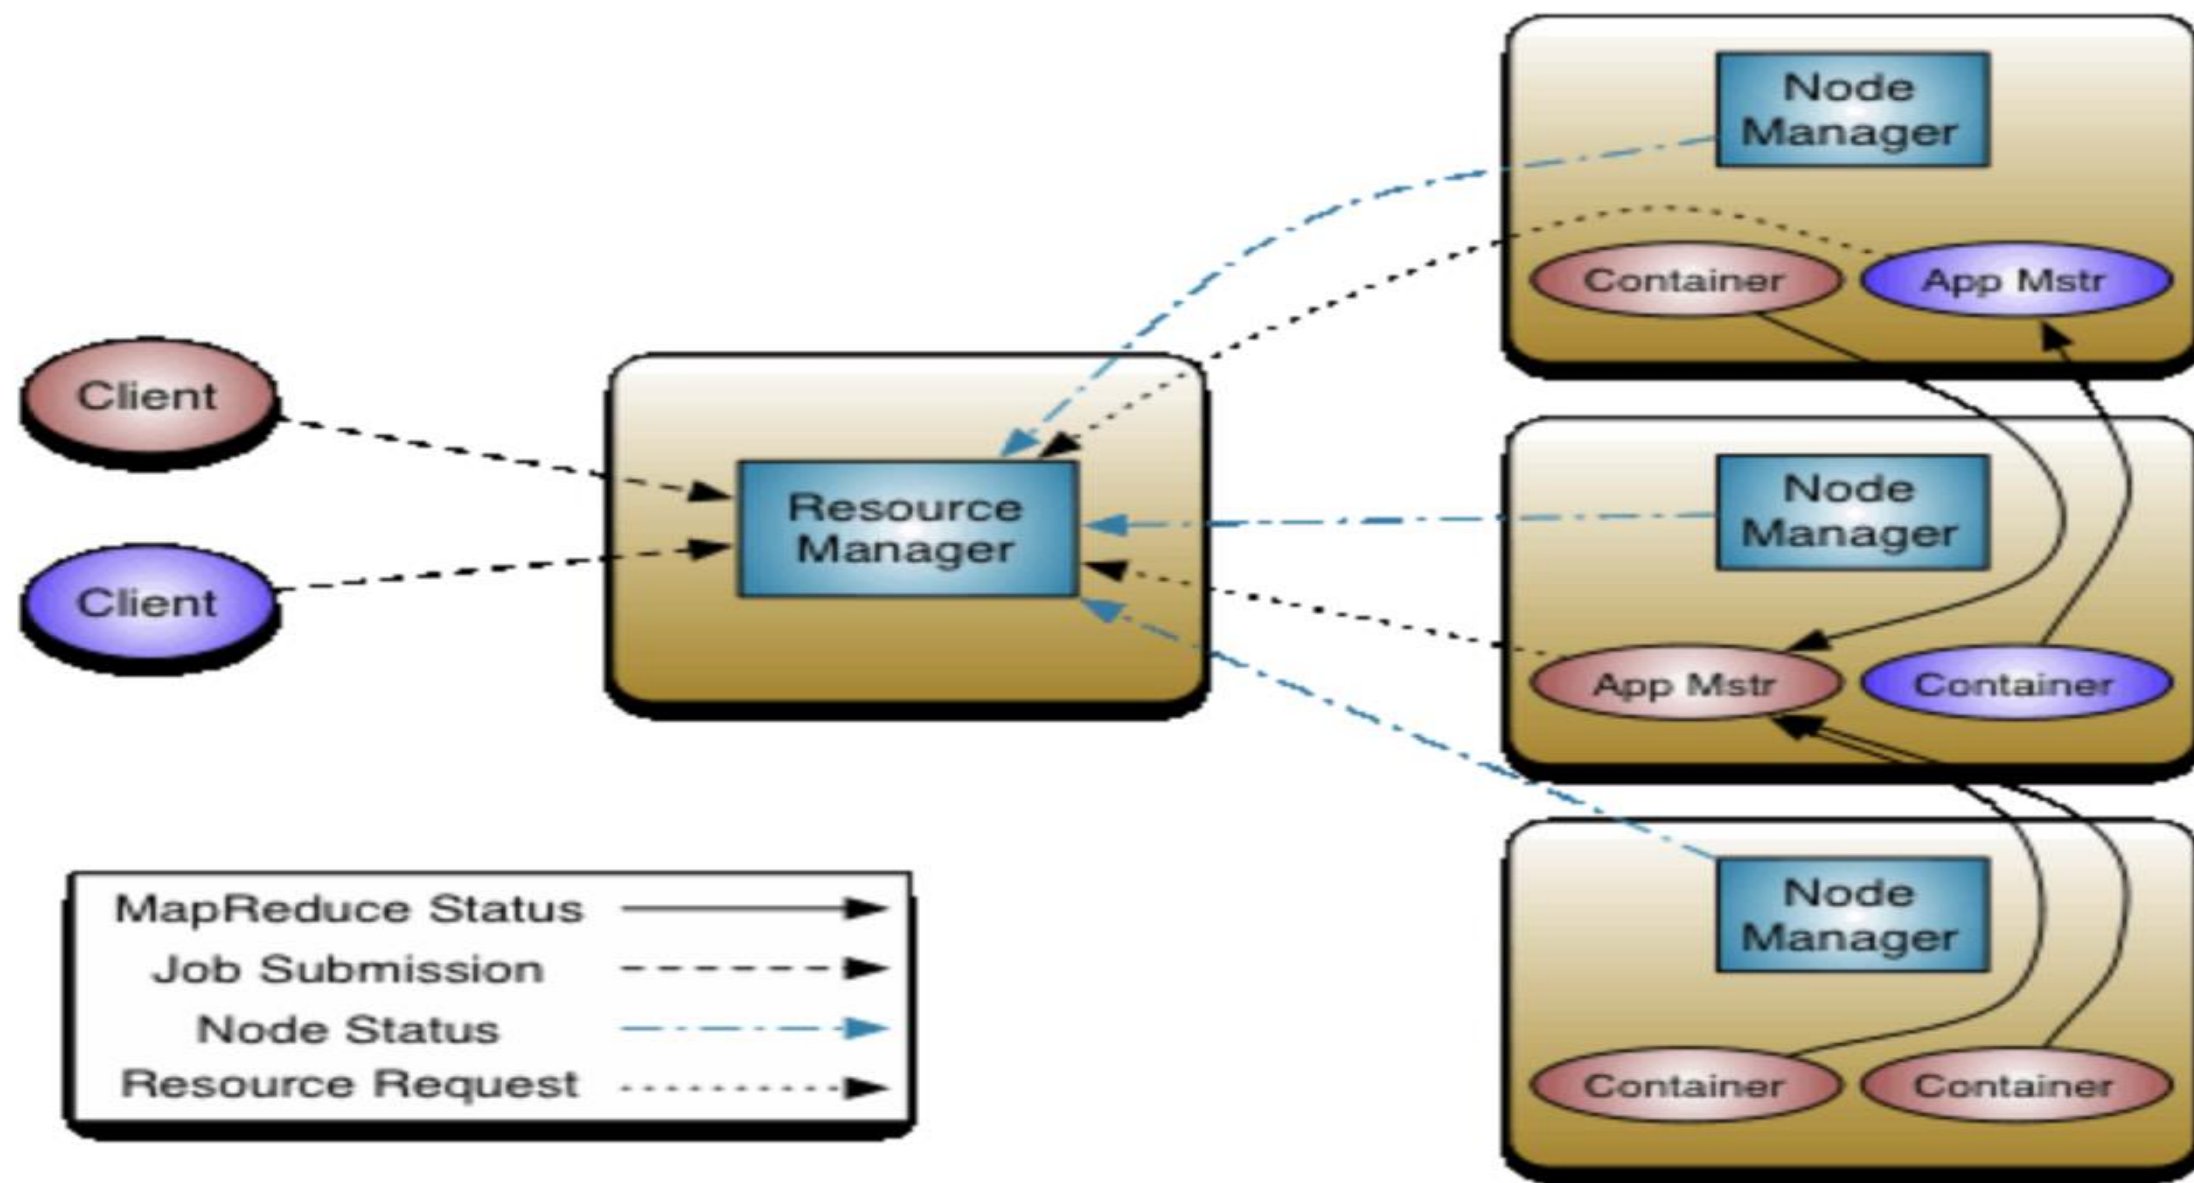 Client
Client
Resource
Manager
Node
Manager
Container
App Mstr
Node
Manager
App Mstr
Container
Node
Manager
Container
Container
MapReduce Status
Job Submission
Node Status
Resource Request